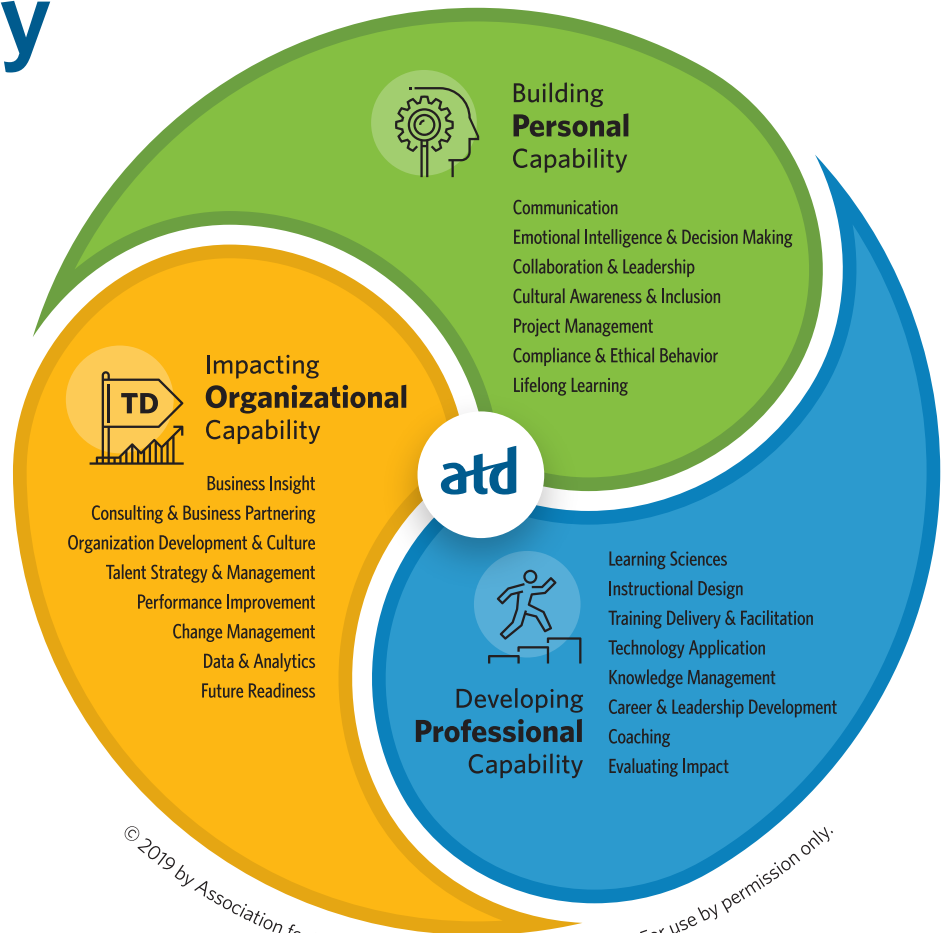 y
Building
Personal
Capability
Communication
Emotional Intelligence & Decision Making
Collaboration & Leadership
Cultural Awareness & Inclusion
Project Management
Compliance & Ethical Behavior
Lifelong Learning
Impacting
Organizational
Capability
TD
Business Insight
Consulting & Business Partnering
Organization Development & Culture
Talent Strategy & Management
Performance Improvement
Change Management
Data & Analytics
Future Readiness
atd
Developing
Professional
Capability
Learning Sciences
Instructional Design
Training Delivery & Facilitation
Technology Application
Knowledge Management
Career & Leadership Development
Coaching
Evaluating Impact
© 2019 by Association fo
For use by permission only.